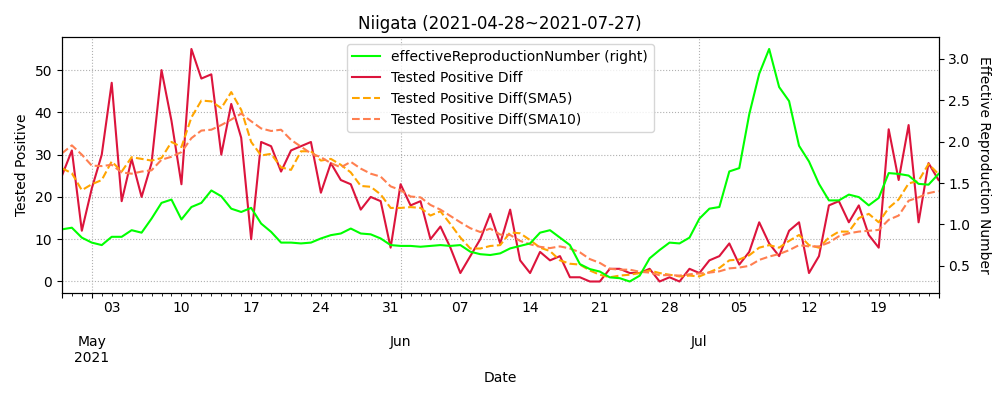 Niigata (2021-04-28~2021-07-27)
effectiveReproductionNumber (right)
Tested Positive Diff
Tested Positive Diff(SMA5)
Tested Positive Diff(SMA10)
Tested Positive
50
40
30
20
10
0
3.0
2.5
2.0
1.5
1.0
0.5
Effective Reproduction Number
03 10 17 24 31 07 14 21 28 05 12 19
May Jun Jul
2021
Date